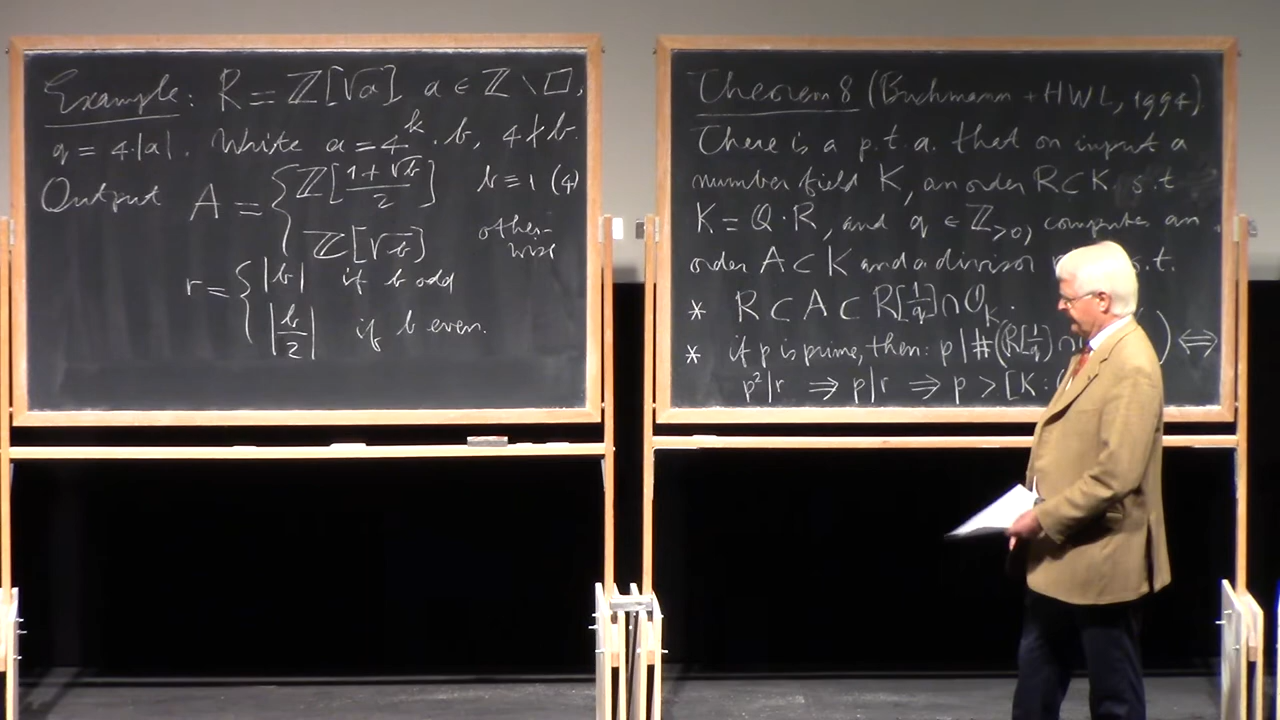 Example: R = ℤ[√a], a ∈ ℤ \ □,
q = 4·|a|. Write a = 4^k · b, 4 ∤ b.
Output A = { ℤ[(1+√b)/2] b ≡ 1 (4)
ℤ[√b] otherwise
r = { |b| if b odd
|b/2| if b even.
Theorem 8 (Buchmann + HWL, 1994).
There is a p.t.a. that on input a
number field K, an order R ⊂ K s.t.
K = ℚ·R, and q ∈ ℤ_{>0}, computes an
order A ⊂ K and a divisor s.t.
* R ⊂ A ⊂ R[1/q] ∩ O_K.
* if p is prime, then: p | #(R[1/q] ∩ ) ⟺
p² | r ⟹ p | r ⟹ p > [K :